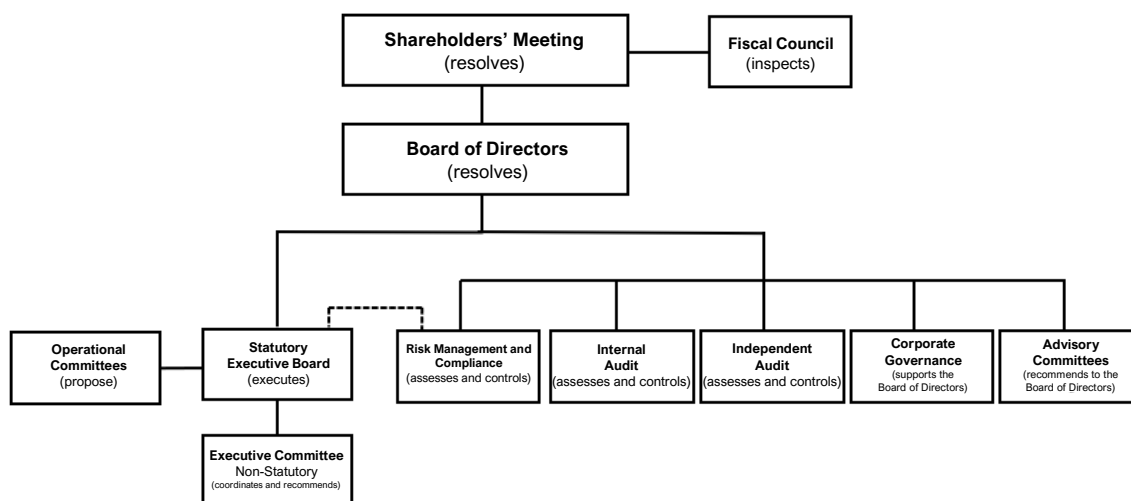 Shareholders’ Meeting
(resolves)
Fiscal Council
(inspects)
Board of Directors
(resolves)
Operational
Committees
(propose)
Statutory
Executive Board
(executes)
Risk Management and
Compliance
(assesses and controls)
Internal
Audit
(assesses and controls)
Independent
Audit
(assesses and controls)
Corporate
Governance
(supports the
Board of Directors)
Advisory
Committees
(recommends to the
Board of Directors)
Executive Committee
Non-Statutory
(coordinates and recommends)